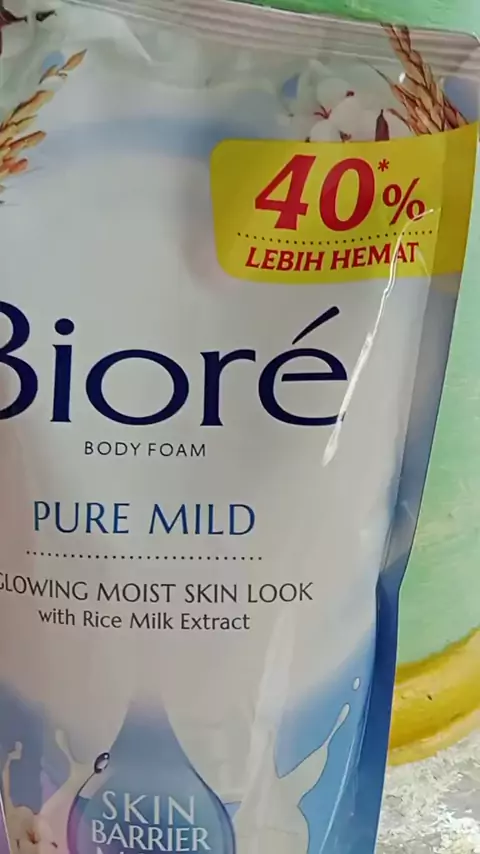 40*%
LEBIH HEMAT
Bioré
BODY FOAM
PURE MILD
GLOWING MOIST SKIN LOOK
with Rice Milk Extract
SKIN
BARRIER